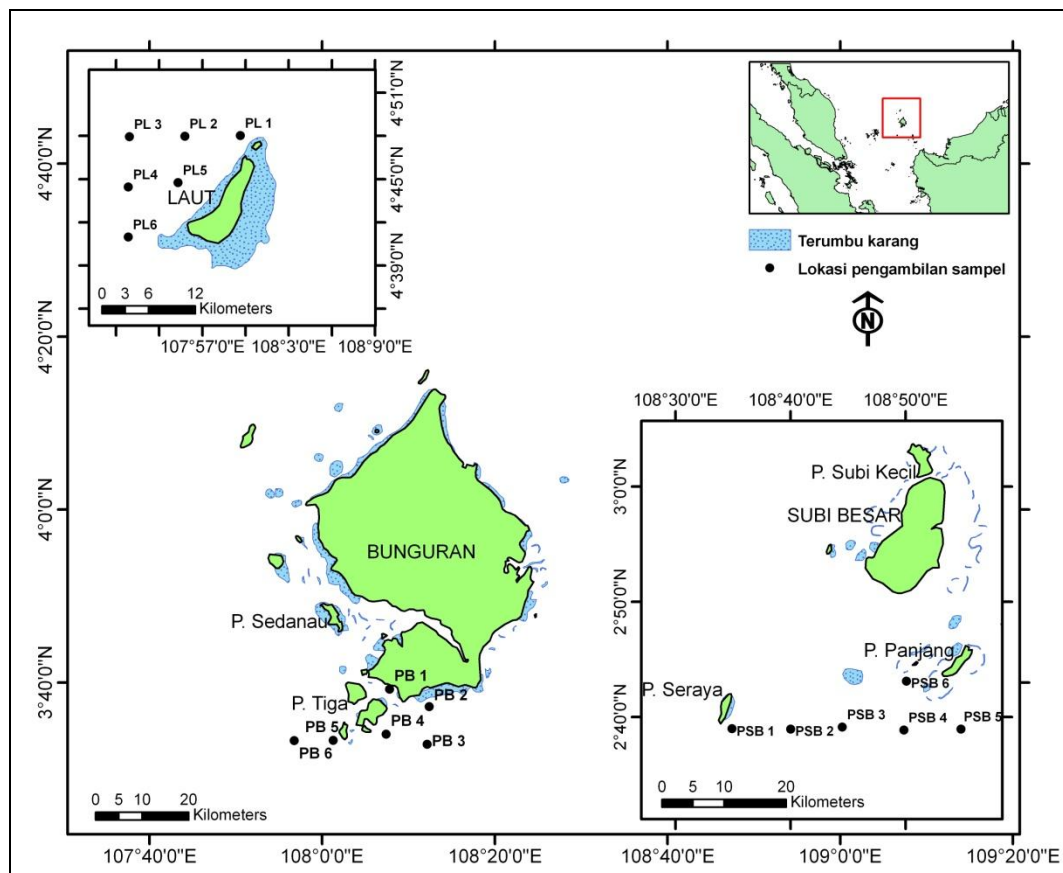 PL 3
PL 2
PL 1
PL4
PL5
LAUT
PL6
0 3 6 12
Kilometers
4°51'0"N
4°45'0"N
4°39'0"N
107°57'0"E 108°3'0"E 108°9'0"E
4°40'0"N
4°20'0"N
4°0'0"N
3°40'0"N
Terumbu karang
Lokasi pengambilan sampel
N
BUNGURAN
P. Sedanau
P. Tiga
PB 1
PB 2
PB 4
PB 3
PB 5
PB 6
0 5 10 20
Kilometers
108°30'0"E 108°40'0"E 108°50'0"E
3°0'0"N
2°50'0"N
2°40'0"N
P. Subi Kecil
SUBI BESAR
P. Panjang
PSB 6
P. Seraya
PSB 1
PSB 2
PSB 3
PSB 4
PSB 5
0 5 10 20
Kilometers
107°40'0"E 108°0'0"E 108°20'0"E 108°40'0"E 109°0'0"E 109°20'0"E